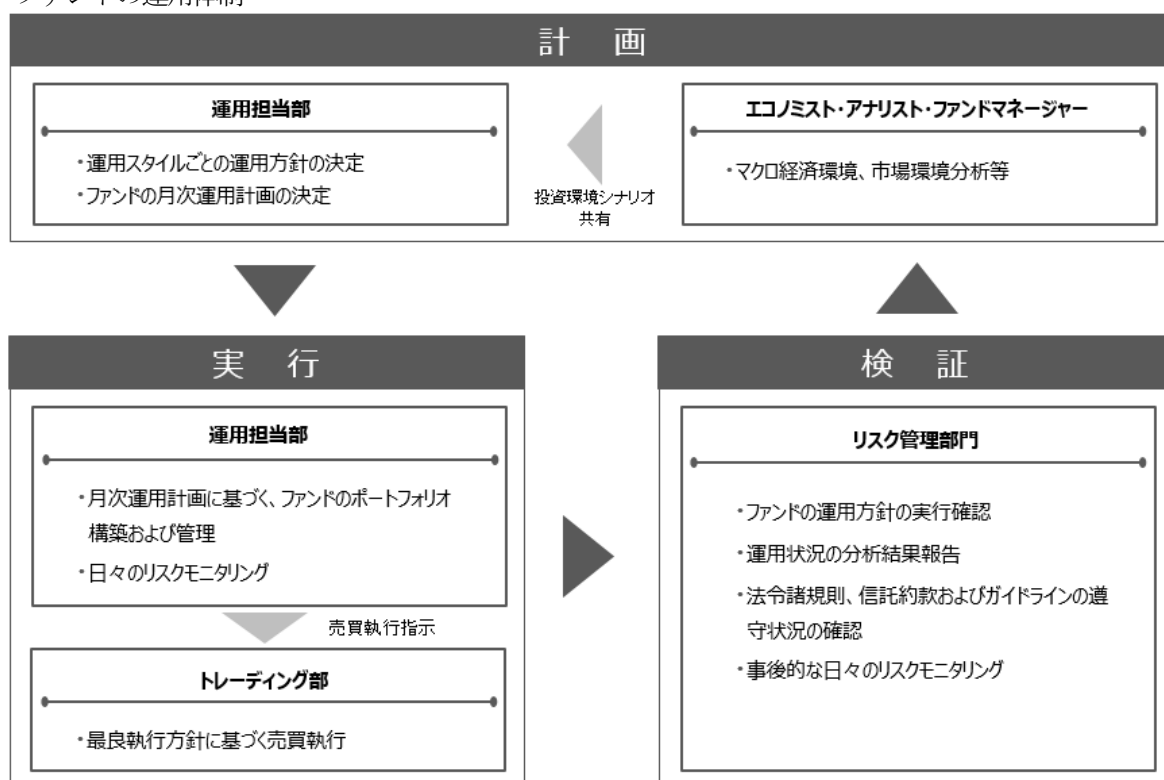 ファンドの運用体制
計　画
運用担当部
・運用スタイルごとの運用方針の決定
・ファンドの月次運用計画の決定
投資環境シナリオ
共有
エコノミスト・アナリスト・ファンドマネージャー
・マクロ経済環境、市場環境分析等
実　行
運用担当部
・月次運用計画に基づく、ファンドのポートフォリオ
構築および管理
・日々のリスクモニタリング
売買執行指示
トレーディング部
・最良執行方針に基づく売買執行
検　証
リスク管理部門
・ファンドの運用方針の実行確認
・運用状況の分析結果報告
・法令諸規則、信託約款およびガイドラインの遵
守状況の確認
・事後的な日々のリスクモニタリング